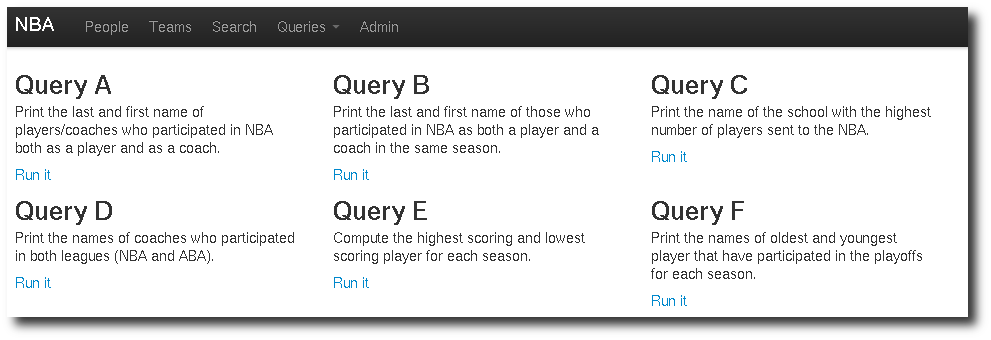 NBA People Teams Search Queries Admin
Query A
Print the last and first name of
players/coaches who participated in NBA
both as a player and as a coach.
Run it
Query B
Print the last and first name of those who
participated in NBA as both a player and a
coach in the same season.
Run it
Query C
Print the name of the school with the highest
number of players sent to the NBA.
Run it
Query D
Print the names of coaches who participated
in both leagues (NBA and ABA).
Run it
Query E
Compute the highest scoring and lowest
scoring player for each season.
Run it
Query F
Print the names of oldest and youngest
player that have participated in the playoffs
for each season.
Run it